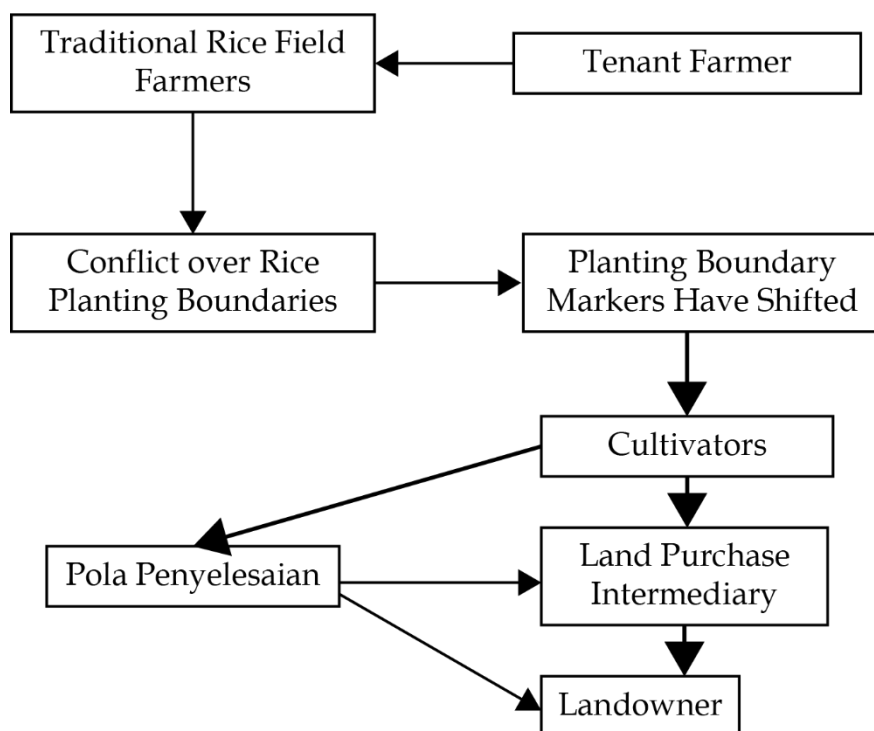 Traditional Rice Field
Farmers
Tenant Farmer
Conflict over Rice
Planting Boundaries
Planting Boundary
Markers Have Shifted
Cultivators
Pola Penyelesaian
Land Purchase
Intermediary
Landowner